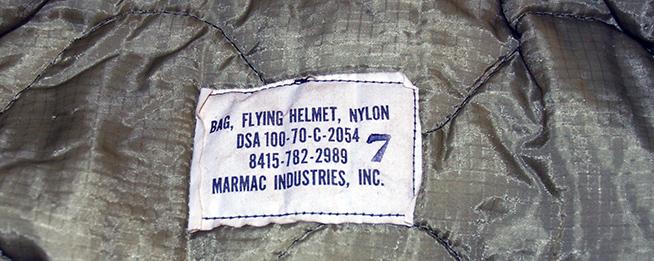 BAG, FLYING HELMET, NYLON
DSA 100-70-C-2054
8415-782-2989 7
MARMAC INDUSTRIES, INC.